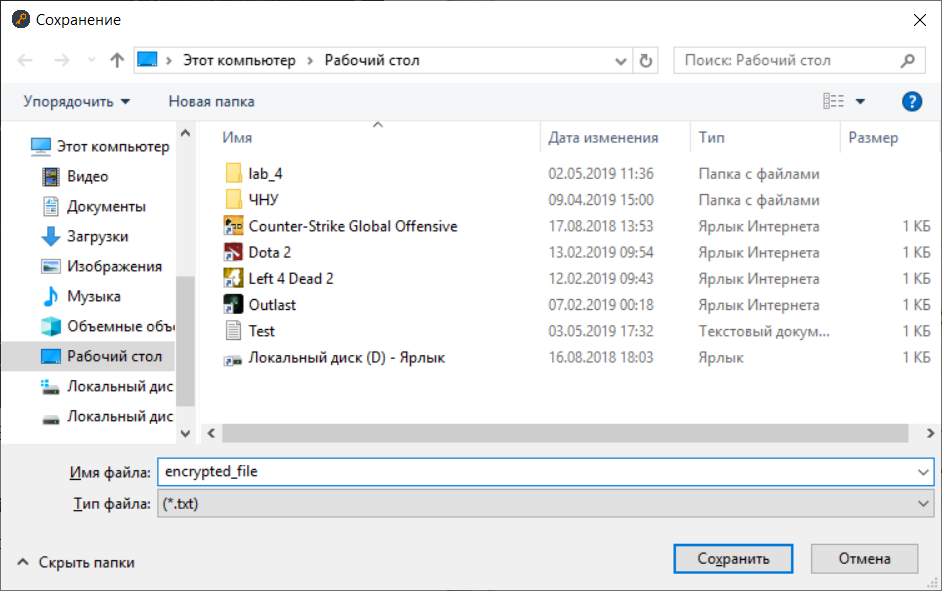 Сохранение
Этот компьютер › Рабочий стол
Поиск: Рабочий стол
Упорядочить
Новая папка
?
Имя
Дата изменения
Тип
Размер
Этот компьютер
Видео
Документы
Загрузки
Изображения
Музыка
Объемные объ
Рабочий стол
Локальный дис
Локальный дис
lab_4 02.05.2019 11:36 Папка с файлами
ЧНУ 09.04.2019 15:00 Папка с файлами
Counter-Strike Global Offensive 17.08.2018 13:53 Ярлык Интернета 1 КБ
Dota 2 13.02.2019 09:54 Ярлык Интернета 1 КБ
Left 4 Dead 2 12.02.2019 09:43 Ярлык Интернета 1 КБ
Outlast 07.02.2019 00:18 Ярлык Интернета 1 КБ
Test 03.05.2019 17:32 Текстовый докум... 1 КБ
Локальный диск (D) - Ярлык 16.08.2018 18:03 Ярлык 1 КБ
Имя файла: encrypted_file
Тип файла: (*.txt)
Скрыть папки
Сохранить
Отмена